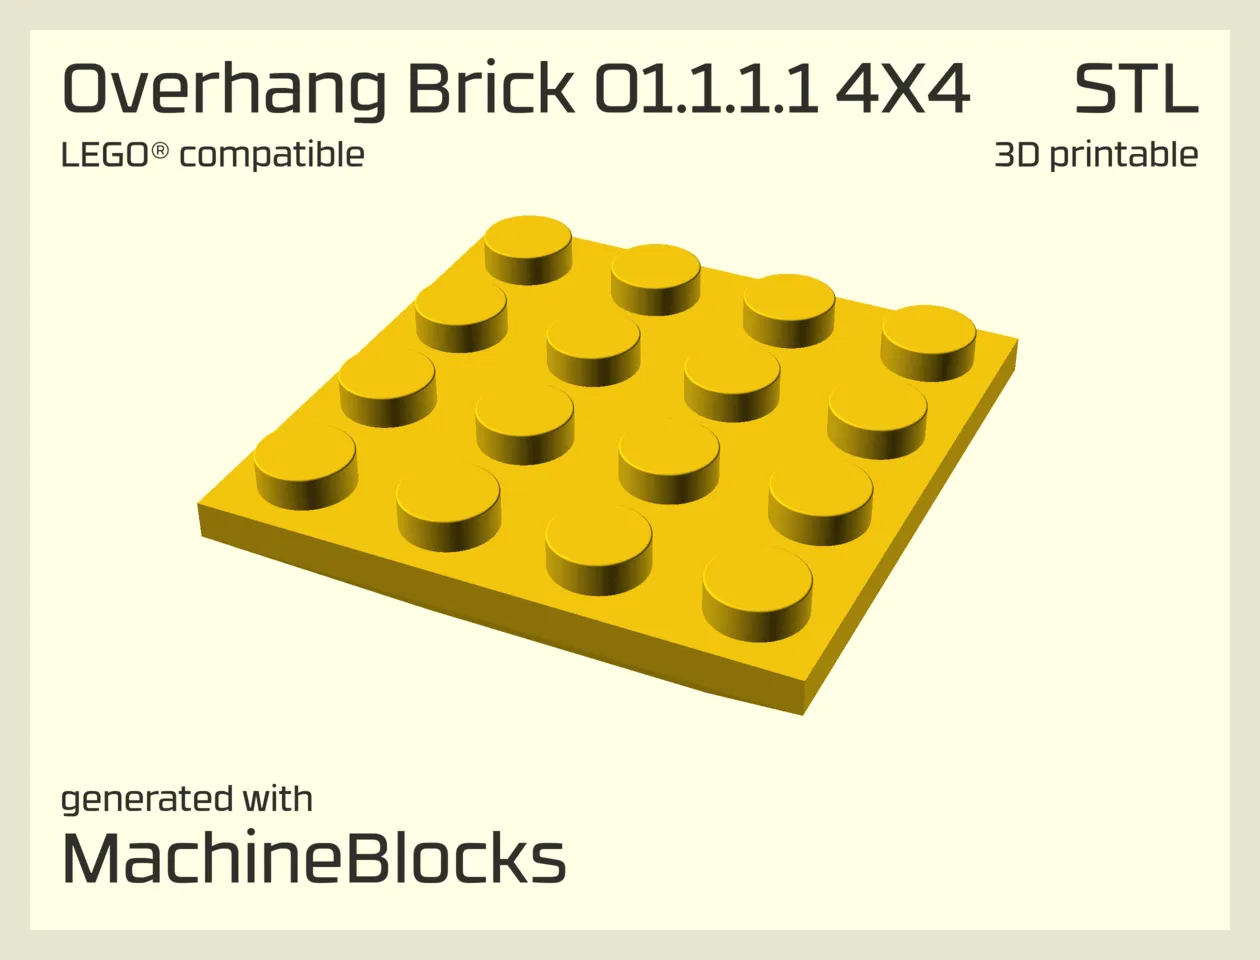 Overhang Brick 01.1.1.1 4X4 STL
LEGO® compatible 3D printable
generated with
MachineBlocks